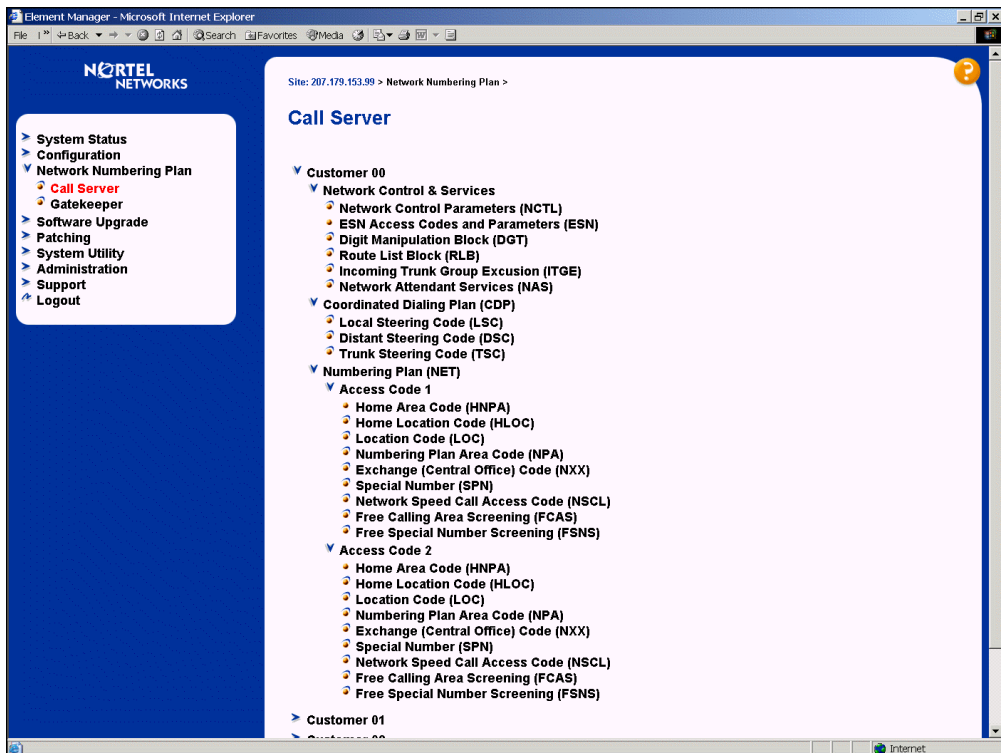 Element Manager - Microsoft Internet Explorer
File
Back
Search
Favorites
Media
NORTEL
NETWORKS
System Status
Configuration
Network Numbering Plan
Call Server
Gatekeeper
Software Upgrade
Patching
System Utility
Administration
Support
Logout
Site: 207.179.153.99 > Network Numbering Plan >
Call Server
Customer 00
Network Control & Services
Network Control Parameters (NCTL)
ESN Access Codes and Parameters (ESN)
Digit Manipulation Block (DGT)
Route List Block (RLB)
Incoming Trunk Group Excusion (ITGE)
Network Attendant Services (NAS)
Coordinated Dialing Plan (CDP)
Local Steering Code (LSC)
Distant Steering Code (DSC)
Trunk Steering Code (TSC)
Numbering Plan (NET)
Access Code 1
Home Area Code (HNPA)
Home Location Code (HLOC)
Location Code (LOC)
Numbering Plan Area Code (NPA)
Exchange (Central Office) Code (NXX)
Special Number (SPN)
Network Speed Call Access Code (NSCL)
Free Calling Area Screening (FCAS)
Free Special Number Screening (FSNS)
Access Code 2
Home Area Code (HNPA)
Home Location Code (HLOC)
Location Code (LOC)
Numbering Plan Area Code (NPA)
Exchange (Central Office) Code (NXX)
Special Number (SPN)
Network Speed Call Access Code (NSCL)
Free Calling Area Screening (FCAS)
Free Special Number Screening (FSNS)
Customer 01
Internet